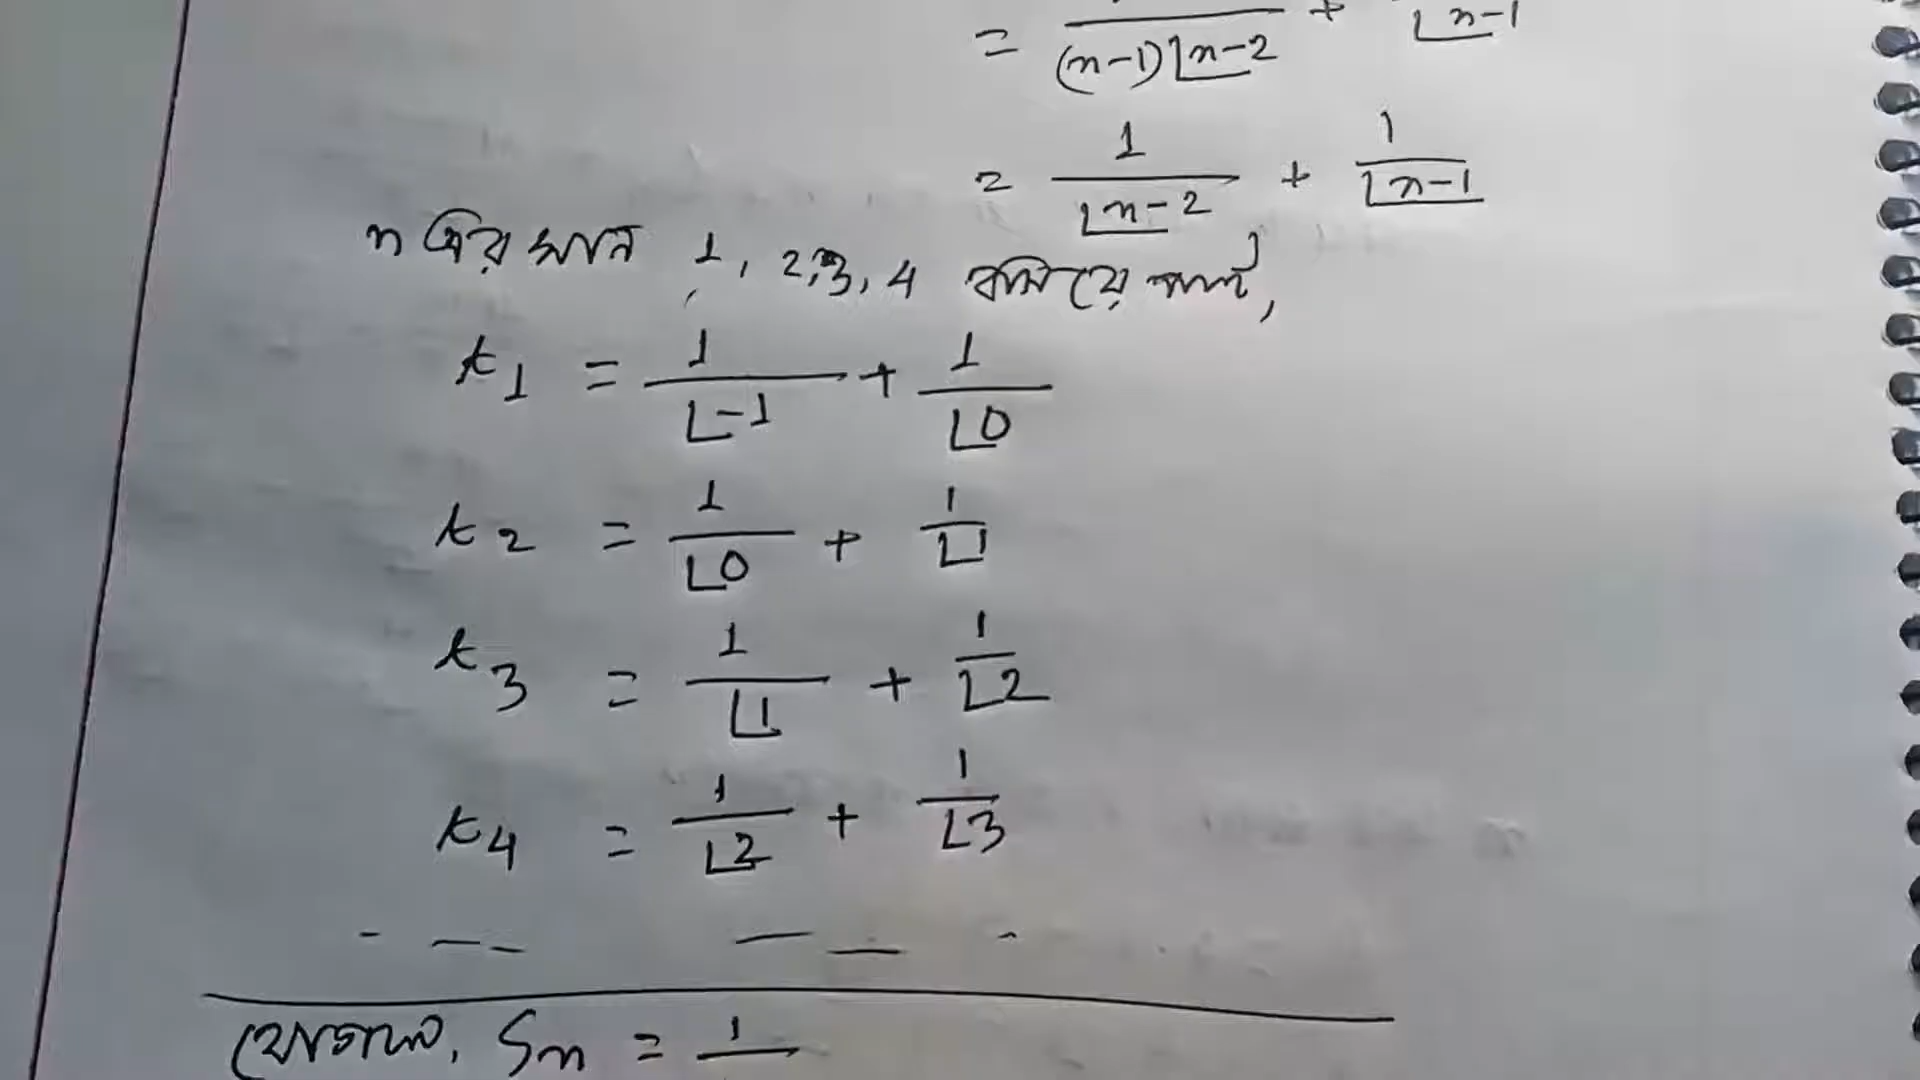 = 1/((n-1)⌊n-2) + 1/⌊n-1
= 1/⌊n-2 + 1/⌊n-1
n এর মান 1, 2, 3, 4 বসিয়ে পাই,
t₁ = 1/⌊-1 + 1/⌊0
t₂ = 1/⌊0 + 1/⌊1
t₃ = 1/⌊1 + 1/⌊2
t₄ = 1/⌊2 + 1/⌊3
- -- -- -
যোগফল, Sn = 1